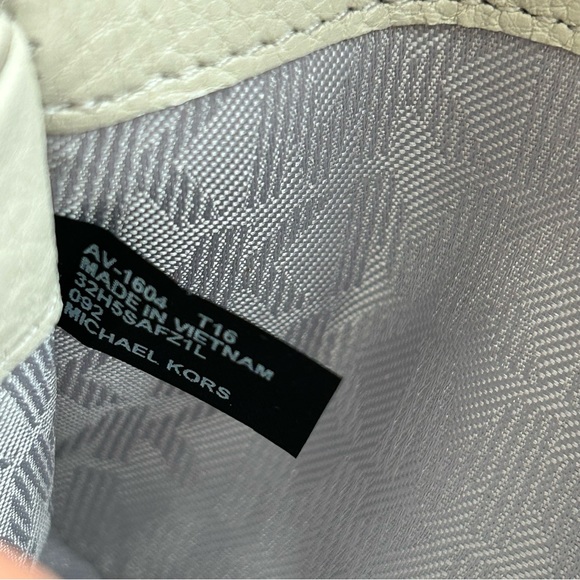 AV-1604 T16
MADE IN VIETNAM
32H5SAFZ1L
092
MICHAEL KORS